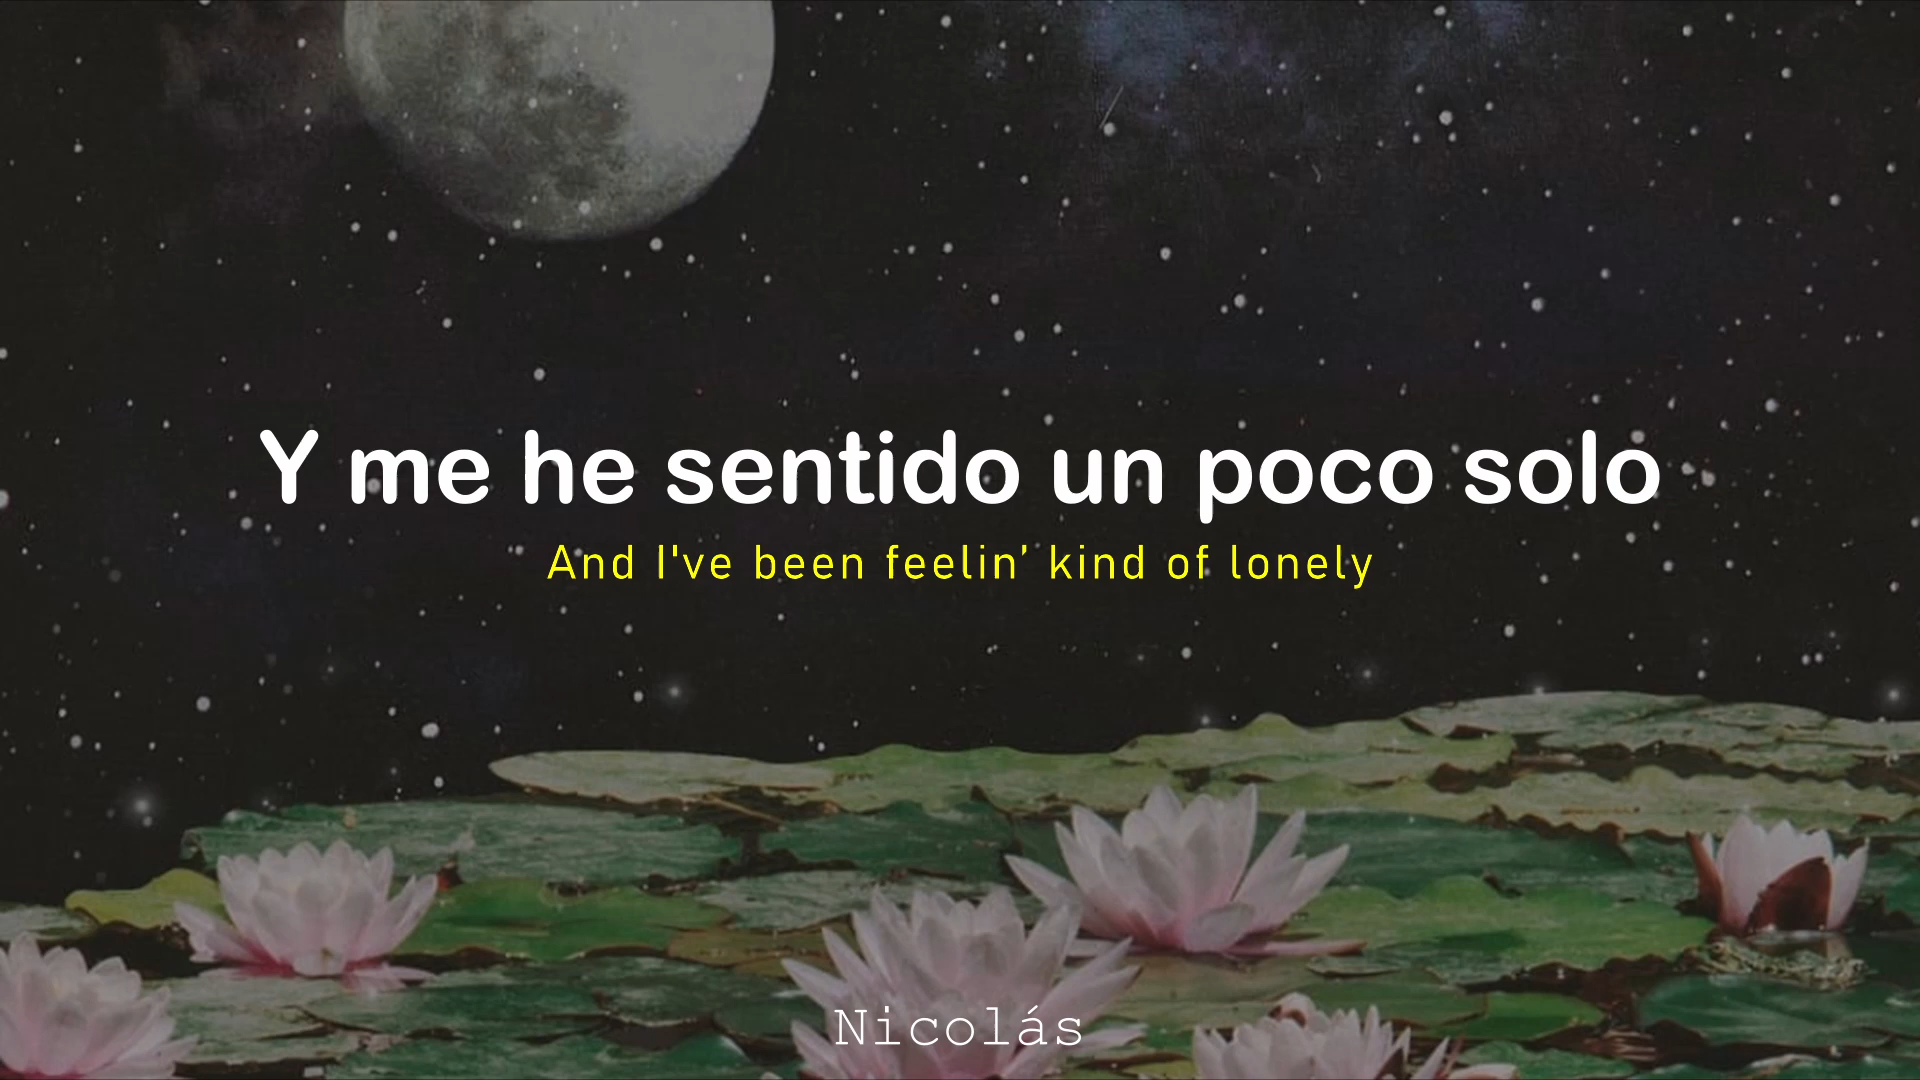 Y me he sentido un poco solo
And I've been feelin’ kind of lonely
Nicolás